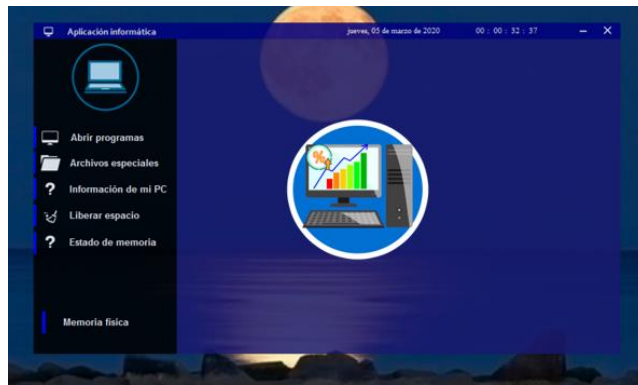 Aplicación informática
jueves, 05 de marzo de 2020
00 : 00 : 32 : 37
%
Abrir programas
Archivos especiales
? Información de mi PC
Liberar espacio
? Estado de memoria
Memoria física